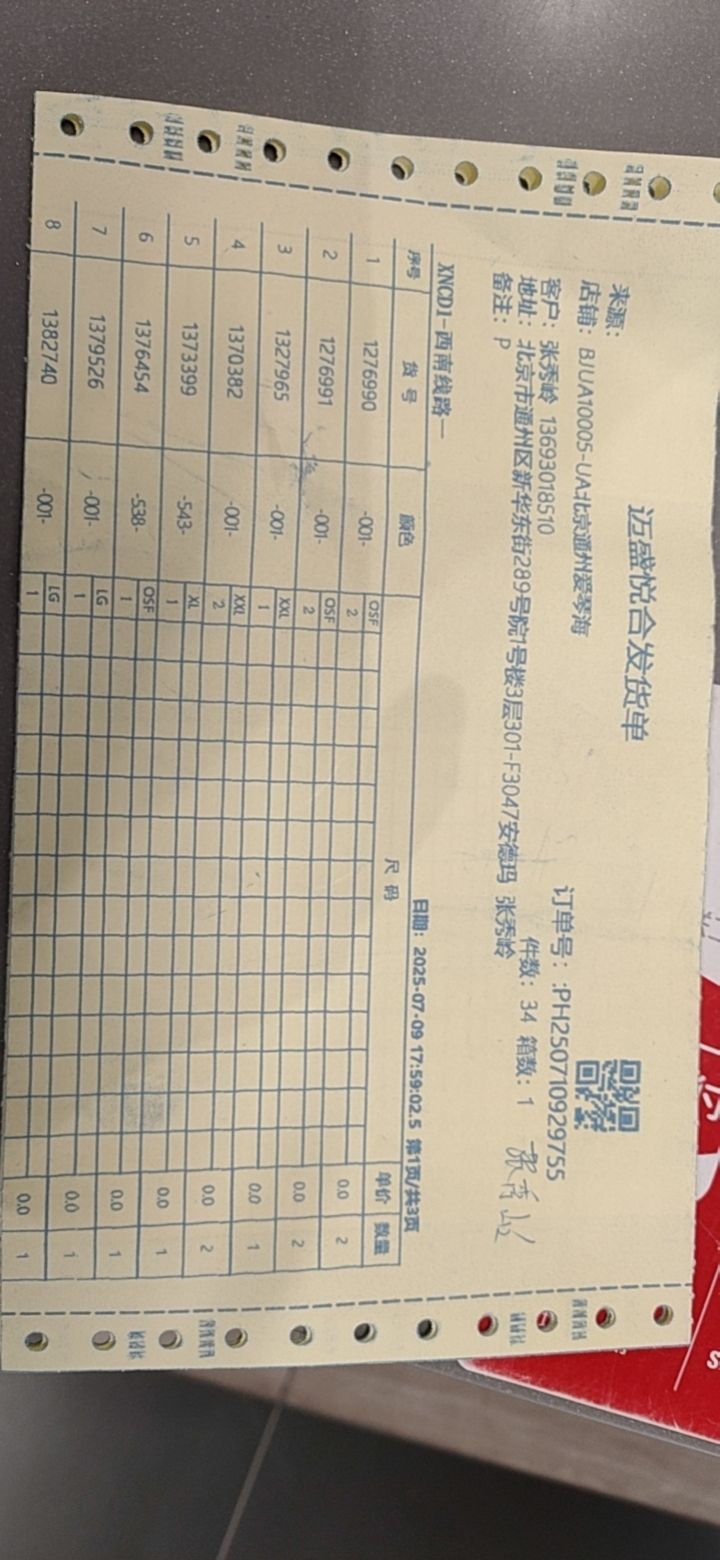 迈盛悦合发货单
来源：
店铺：BJUA10005-UA北京通州爱琴海
订单号：:PH250710929755
客户：张秀岭 13693018510
件数：34 箱数：1
张秀岭
地址：北京市通州区新华东街289号院1号楼3层301-F3047安德玛 张秀岭
备注：P
XNCD1-西南线路一
日期：2025-07-09 17:59:02.5 第1页/共3页
序号 货号 颜色 尺码 单价 数量
1 1276990 -001- OSF 0.0 2
2
2 1276991 -001- OSF 0.0 2
2
3 1327965 -001- XXL 0.0 1
1
4 1370382 -001- XXL 0.0 2
2
5 1373399 -543- XL 0.0 1
1
6 1376454 -538- OSF 0.0 1
1
7 1379526 -001- LG 0.0 1
1
8 1382740 -001- LG 0.0 1
1